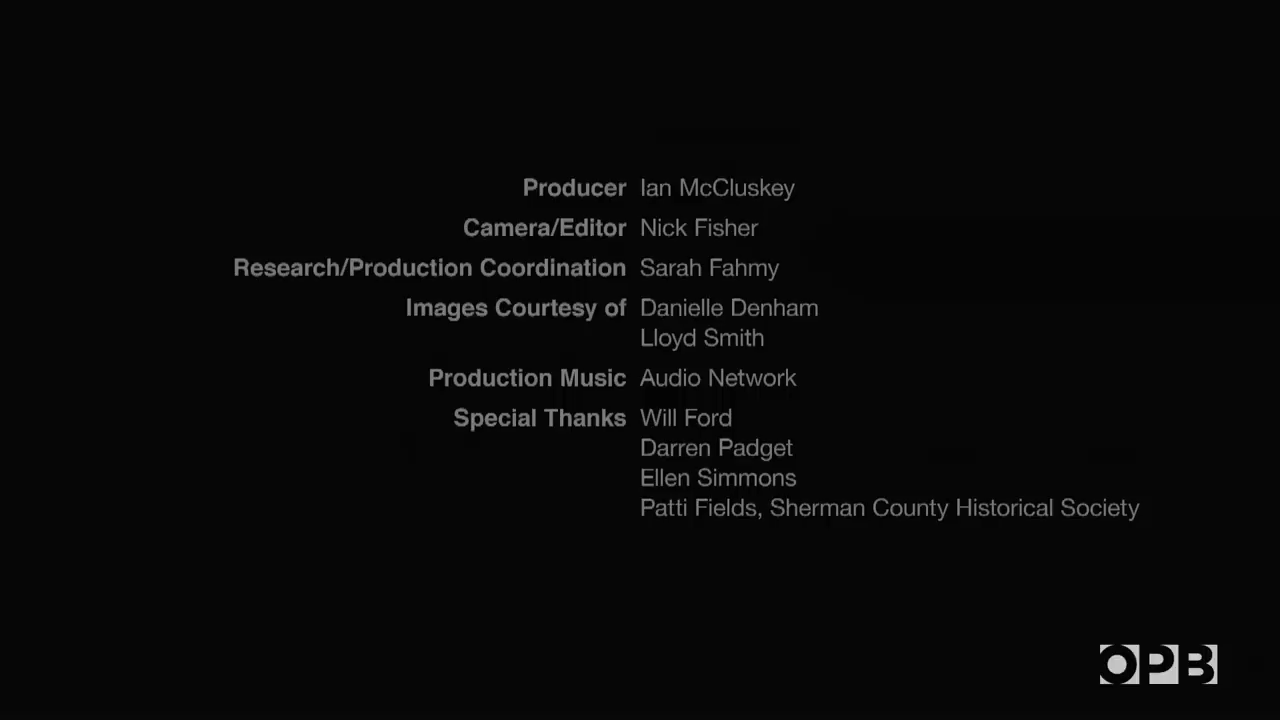 Producer Ian McCluskey
Camera/Editor Nick Fisher
Research/Production Coordination Sarah Fahmy
Images Courtesy of Danielle Denham
Lloyd Smith
Production Music Audio Network
Special Thanks Will Ford
Darren Padget
Ellen Simmons
Patti Fields, Sherman County Historical Society
OPB